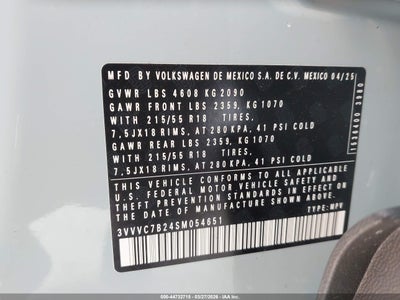 MFD BY VOLKSWAGEN DE MEXICO S.A. DE C.V. MEXICO 04/25
GVWR LBS 4608 KG 2090
GAWR FRONT LBS 2359, KG 1070
WITH 215/55 R18 TIRES,
7,5JX18 RIMS, AT 280 KPA, 41 PSI COLD
GAWR REAR LBS 2359, KG 1070
WITH 215/55 R18 TIRES,
7,5JX18 RIMS, AT 280 KPA, 41 PSI COLD
THIS VEHICLE CONFORMS TO ALL APPLICABLE
U.S. FEDERAL MOTOR VEHICLE SAFETY AND
THEFT PREVENTION STANDARDS IN EFFECT ON THE
DATE OF MANUFACTURE SHOWN ABOVE.
3VVVC7B24SM054651
TYPE: MPV